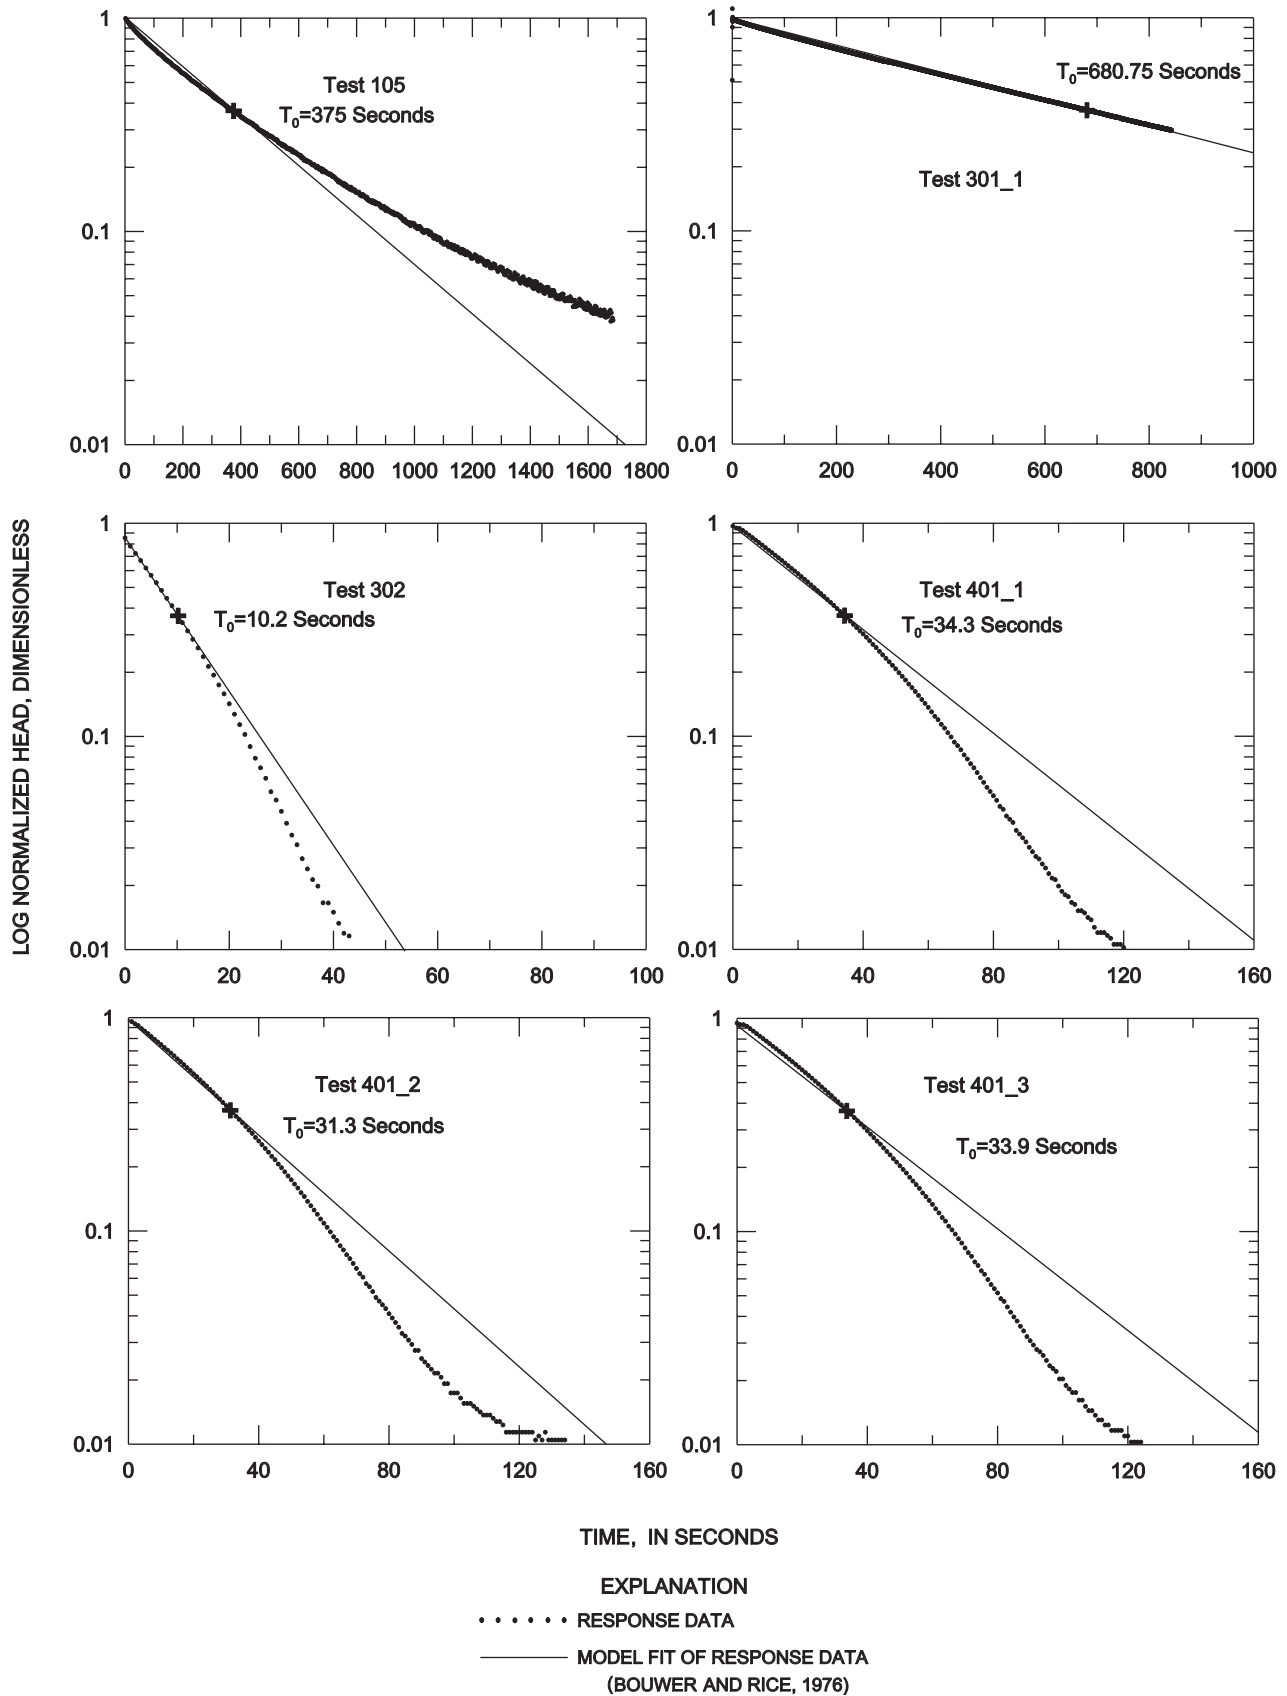 LOG NORMALIZED HEAD, DIMENSIONLESS
1
0.1
0.01
Test 105
T0=375 Seconds
0 200 400 600 800 1000 1200 1400 1600 1800
1
0.1
0.01
T0=680.75 Seconds
Test 301_1
0 200 400 600 800 1000
1
0.1
0.01
Test 302
T0=10.2 Seconds
0 20 40 60 80 100
1
0.1
0.01
Test 401_1
T0=34.3 Seconds
0 40 80 120 160
1
0.1
0.01
Test 401_2
T0=31.3 Seconds
0 40 80 120 160
1
0.1
0.01
Test 401_3
T0=33.9 Seconds
0 40 80 120 160
TIME, IN SECONDS
EXPLANATION
RESPONSE DATA
MODEL FIT OF RESPONSE DATA
(BOUWER AND RICE, 1976)